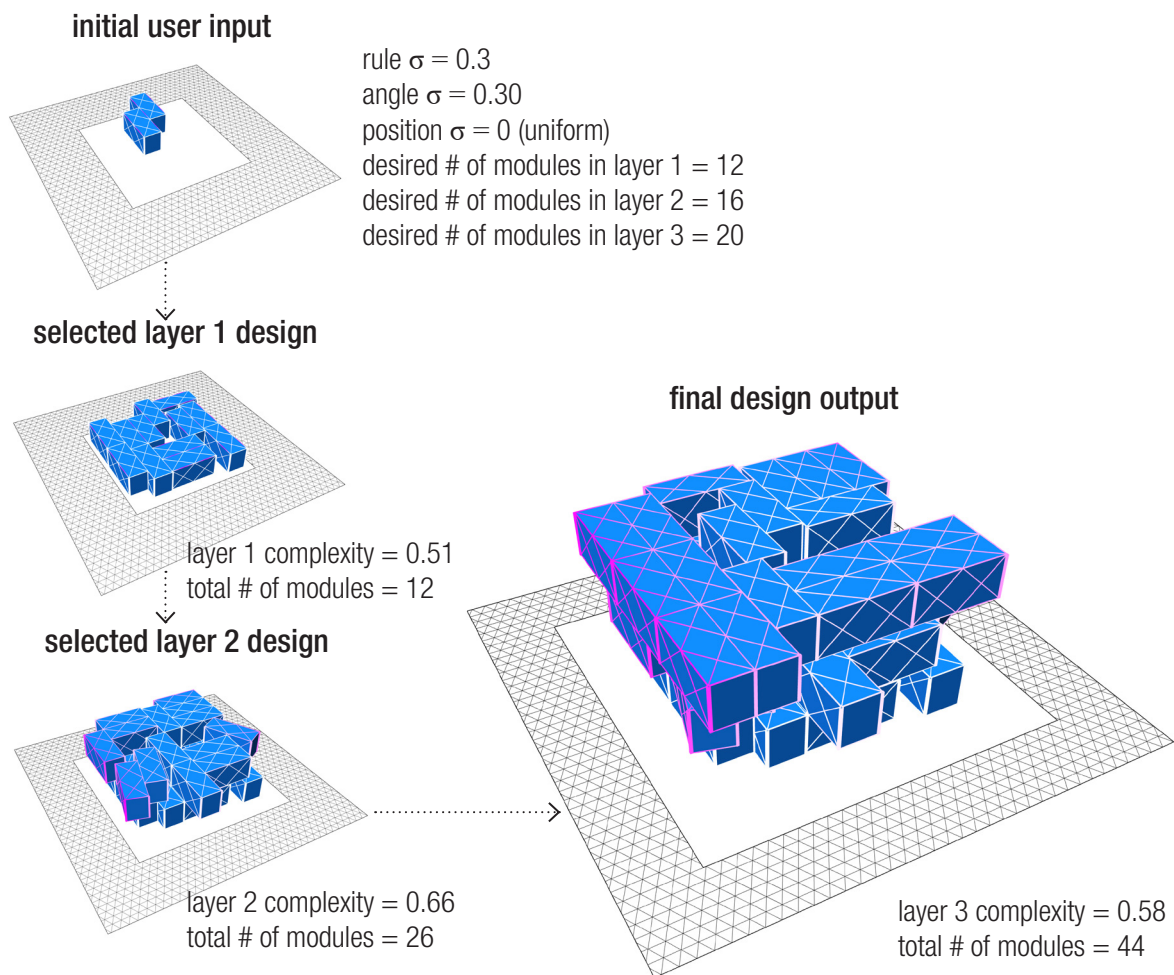 initial user input
rule σ = 0.3
angle σ = 0.30
position σ = 0 (uniform)
desired # of modules in layer 1 = 12
desired # of modules in layer 2 = 16
desired # of modules in layer 3 = 20
selected layer 1 design
layer 1 complexity = 0.51
total # of modules = 12
selected layer 2 design
layer 2 complexity = 0.66
total # of modules = 26
final design output
layer 3 complexity = 0.58
total # of modules = 44